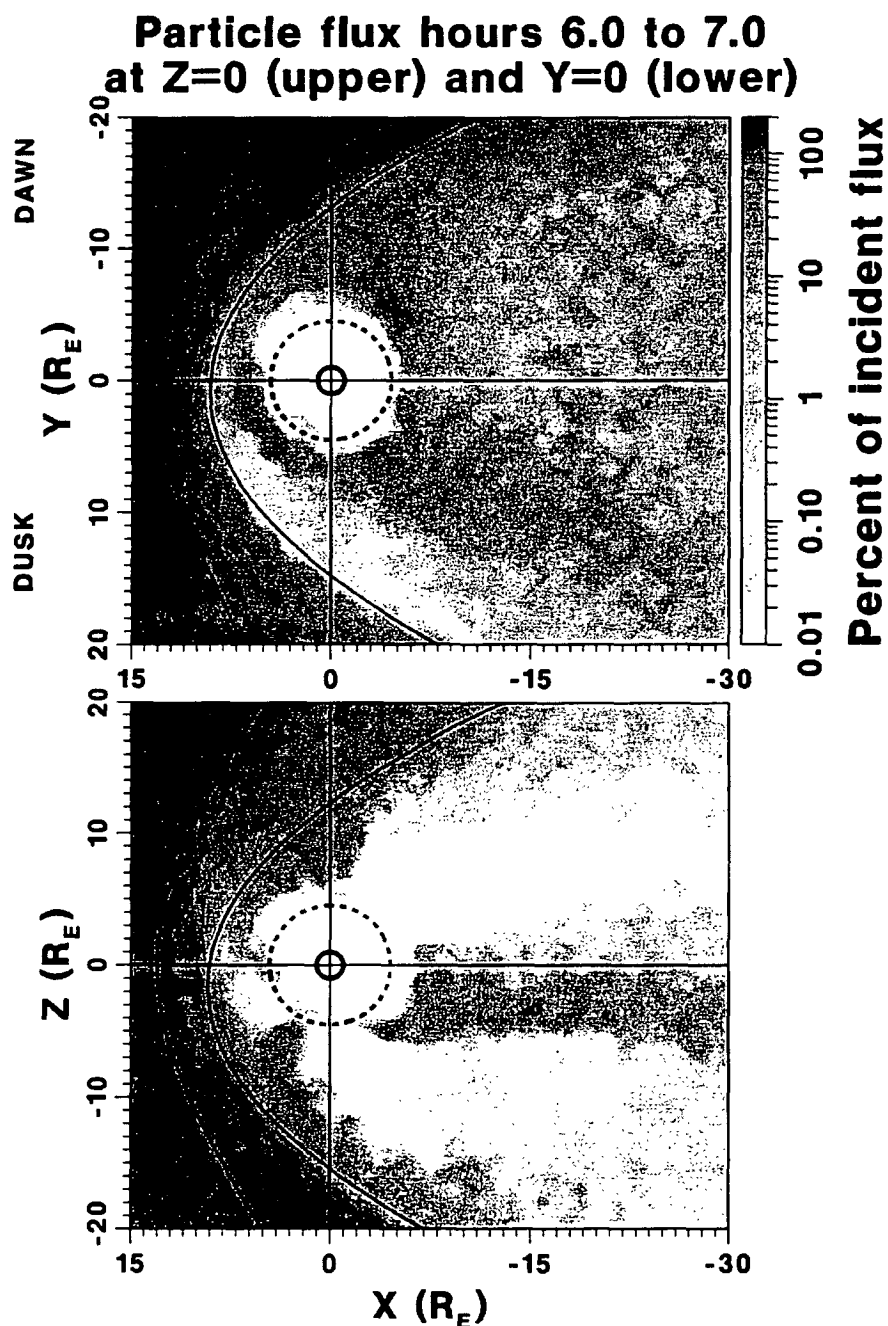 Particle flux hours 6.0 to 7.0
at Z=0 (upper) and Y=0 (lower)
DAWN
DUSK
Y (R_E)
-20
-10
0
10
20
15
0
-15
-30
100
10
1
0.10
0.01
Percent of incident flux
Z (R_E)
20
10
0
-10
-20
15
0
-15
-30
X (R_E)